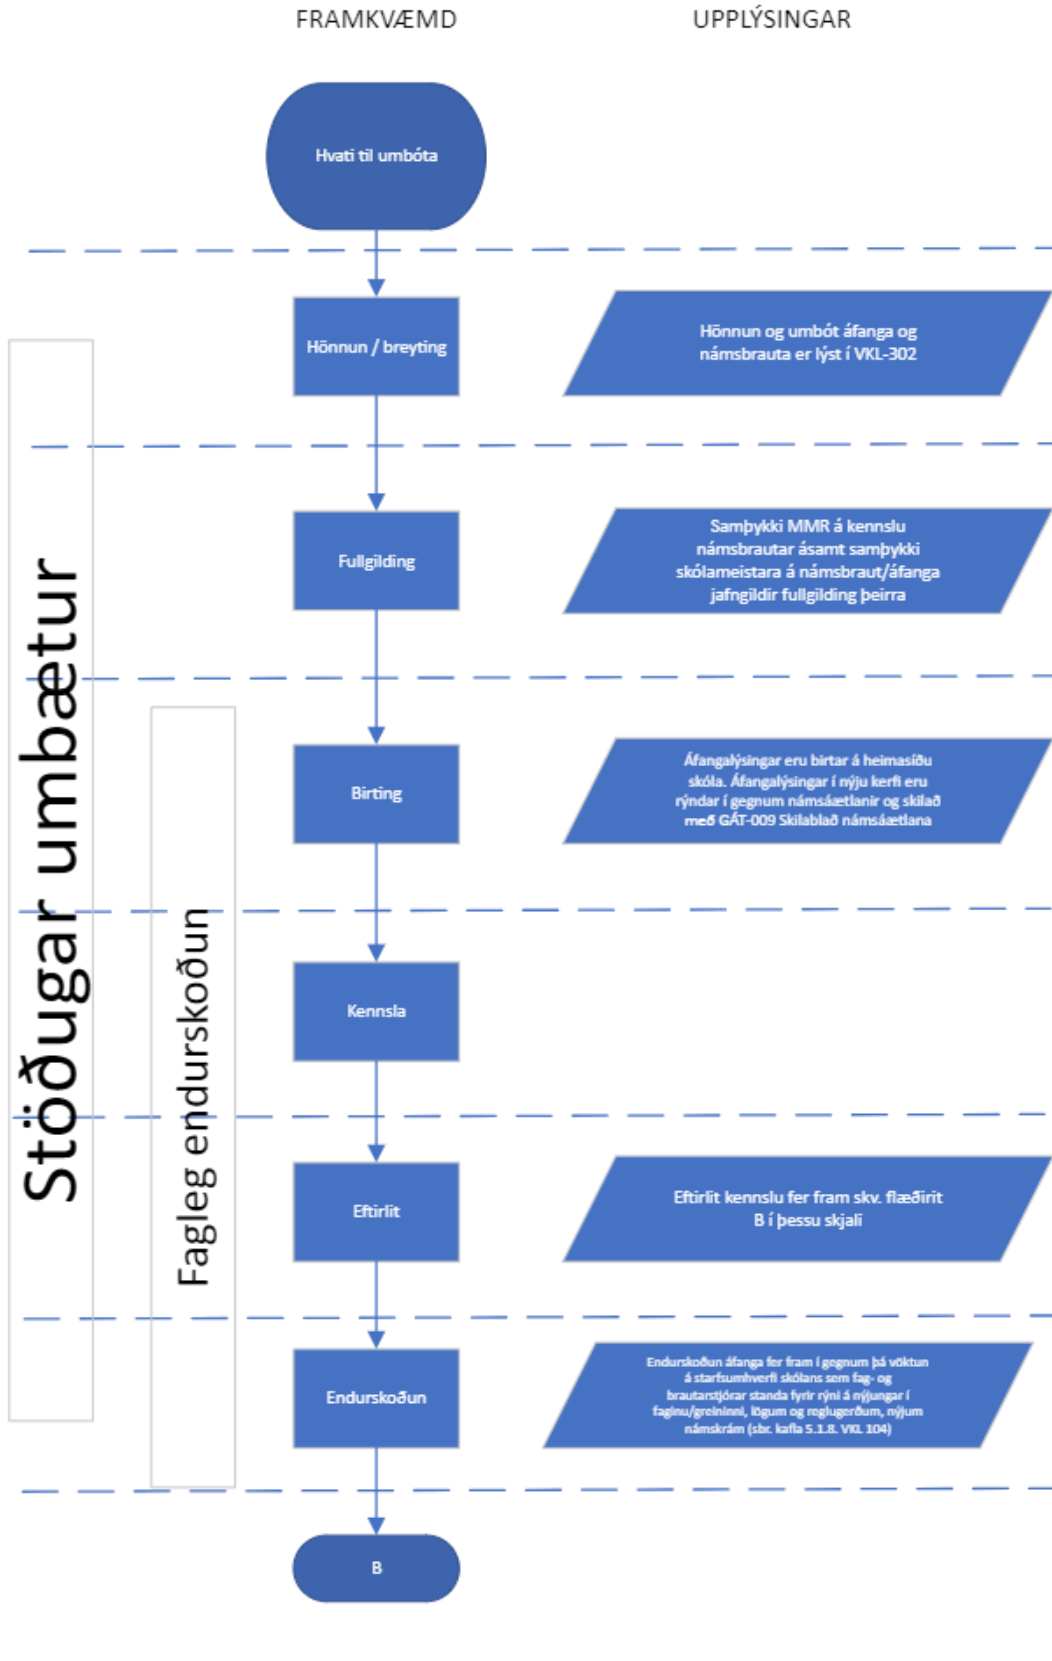 FRAMKVÆMD
UPPLÝSINGAR
Hvati til umbóta
Hönnun / breyting
Hönnun og umbót áfanga og
námsbrauta er lýst í VKL-302
Fullgilding
Samþykki MMR á kennslu
námsbrautar ásamt samþykki
skólameistara á námsbraut/áfanga
jafngildir fullgilding þeirra
Birting
Áfangalýsingar eru birtar á heimasíðu
skóla. Áfangalýsingar í nýju kerfi eru
rýndar í gegnum námsáætlanir og skilað
með GÁT-009 Skilablað námsáætlana
Kennsla
Eftirlit
Eftirlit kennslu fer fram skv. flæðirit
B í þessu skjali
Endurskoðun
Endurskoðun áfanga fer fram í gegnum þá vöktun
á starfsumhverfi skólans sem fag- og
brautarstjórar standa fyrir rýni á nýjungar í
faginu/greininni, lögum og reglugerðum, nýjum
námskrám (sbr. kafla 5.1.8. VKL 104)
B
Stöðugar umbætur
Fagleg endurskoðun